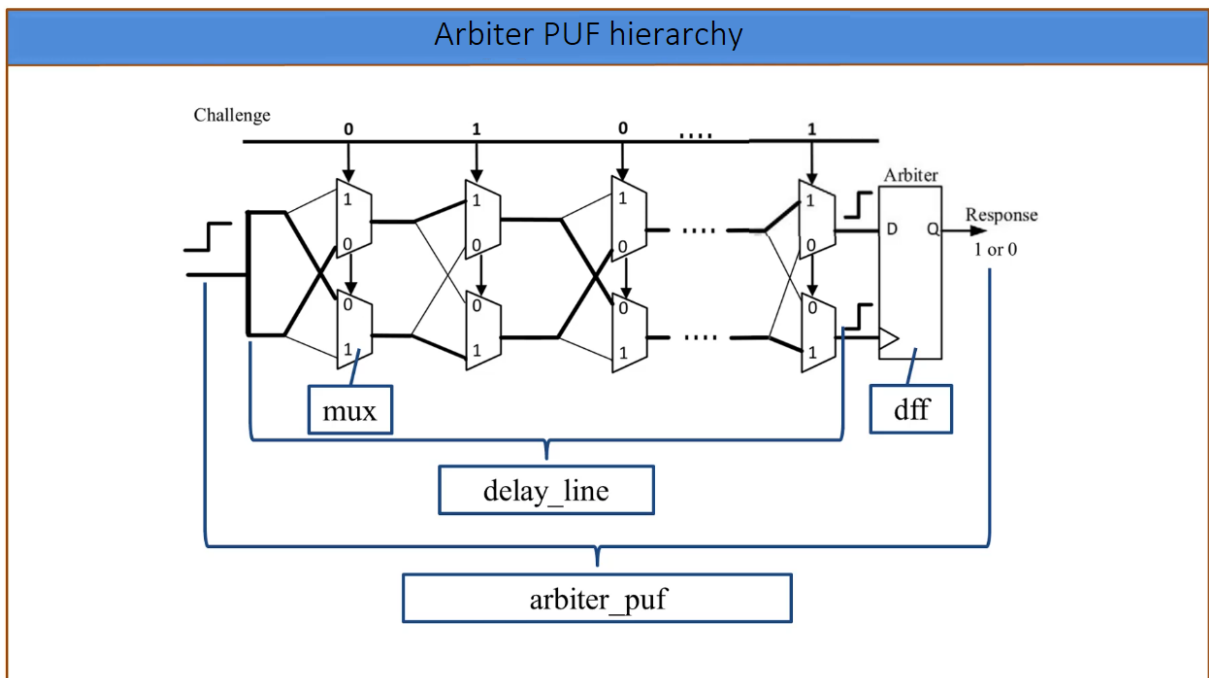 Arbiter PUF hierarchy
Challenge
0 1 0 .... 1
Arbiter
1 1 1 1
D Q
Response
1 or 0
0 0 0 0
.... 
0 0 0 0
....
1 1 1 1
mux
dff
delay_line
arbiter_puf